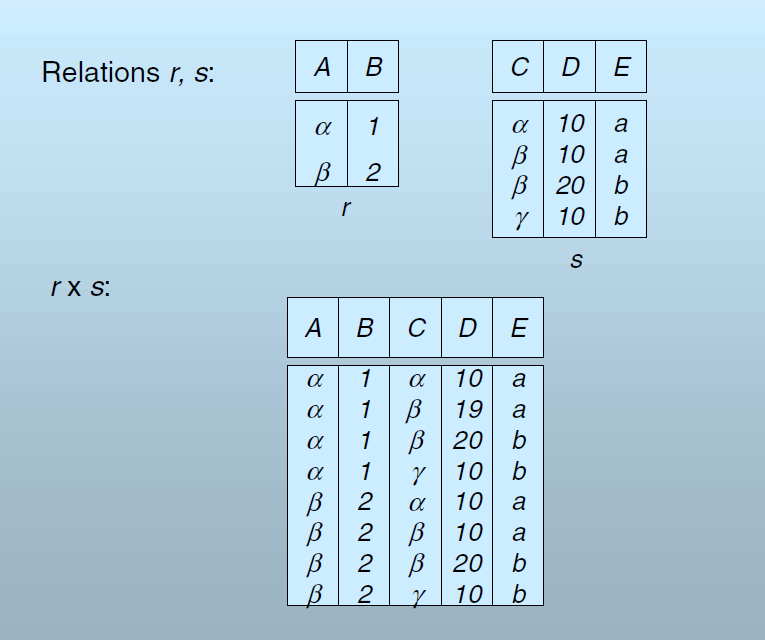 Relations r, s:
A B
α 1
β 2
r
C D E
α 10 a
β 10 a
β 20 b
γ 10 b
s
r x s:
A B C D E
α 1 α 10 a
α 1 β 19 a
α 1 β 20 b
α 1 γ 10 b
β 2 α 10 a
β 2 β 10 a
β 2 β 20 b
β 2 γ 10 b